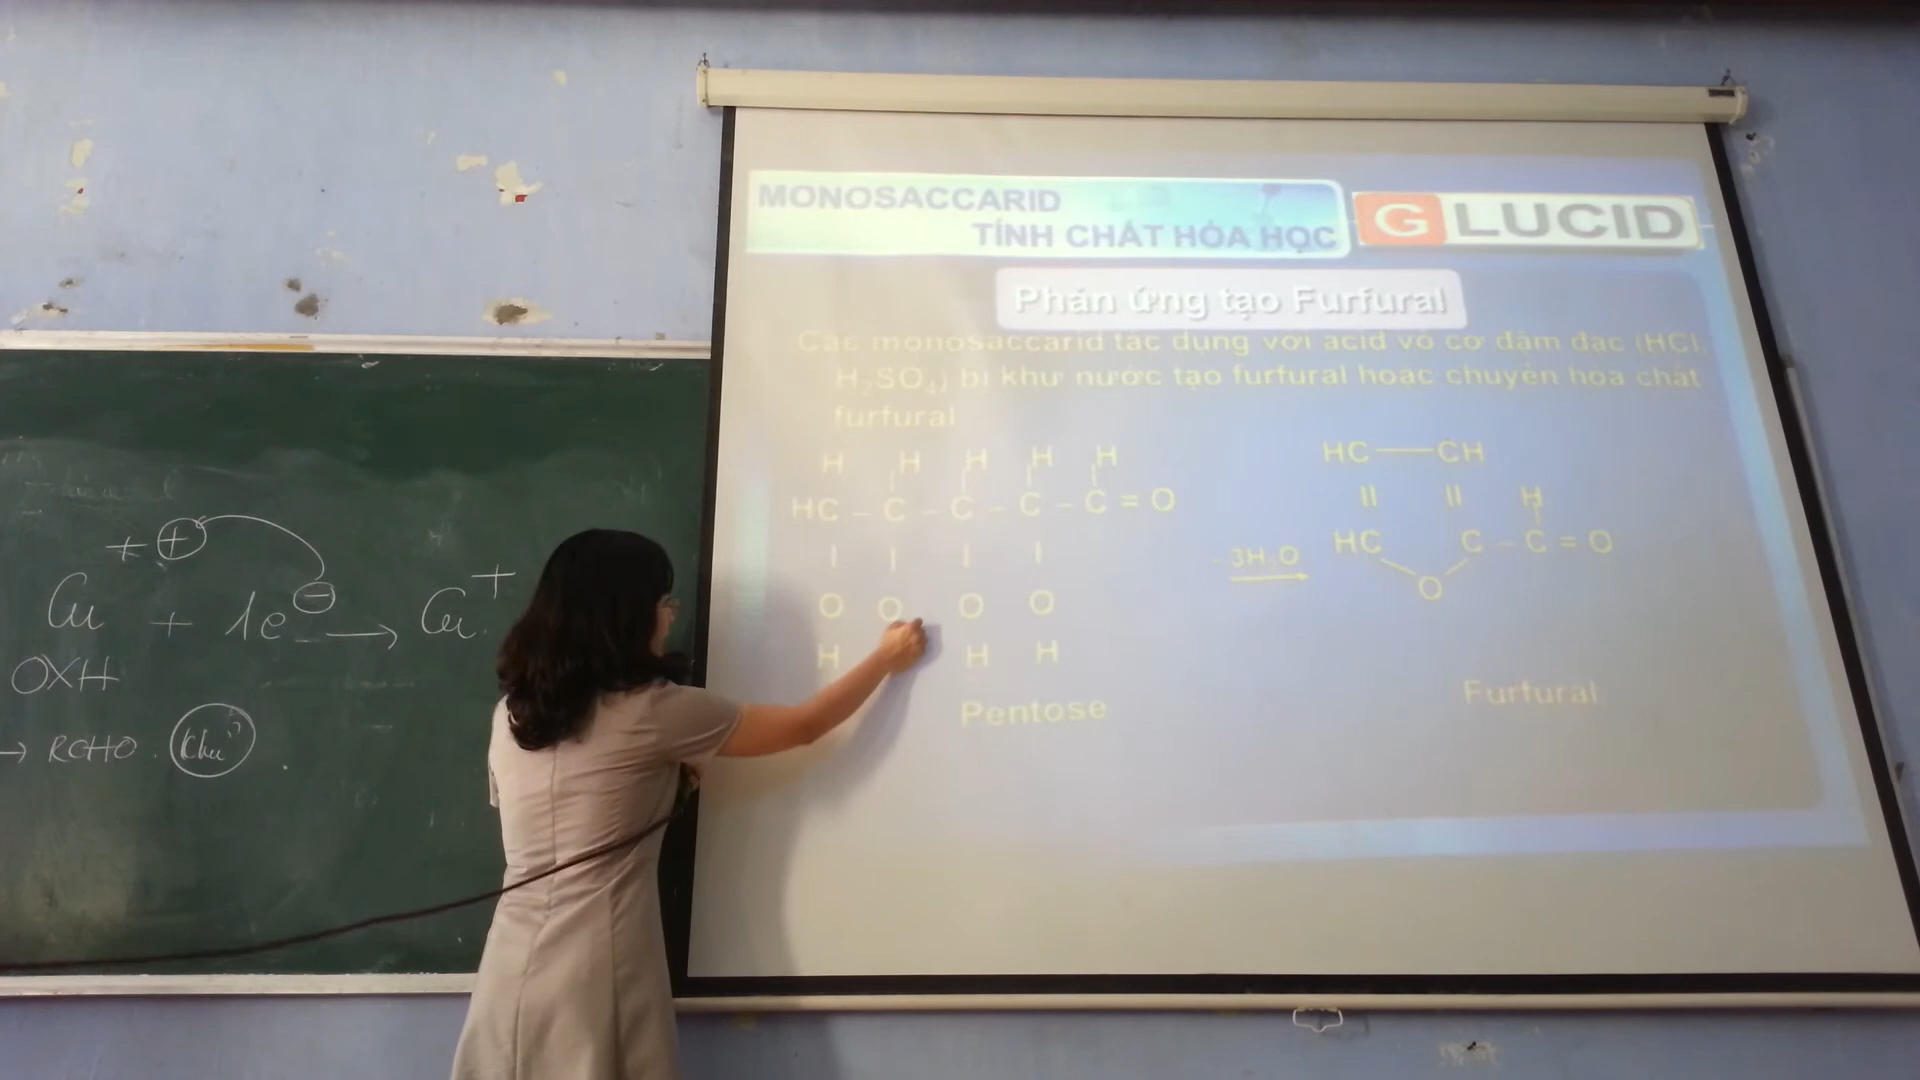 MONOSACCARID
TÍNH CHẤT HÓA HỌC
GLUCID
Phản ứng tạo Furfural
Các monosaccarid tác dụng với acid vô cơ đậm đặc (HCl,
H₂SO₄) bị khử nước tạo furfural hoặc chuyển hóa chất
furfural
H H H H H
HC – C – C – C – C = O
O O O O
H H H
Pentose
- 3H₂O
HC — CH
H
HC C – C = O
O
Furfural
+ ⊕
Cu + 1e⊖ → Cu⁺
OXH
→ RCHO . Khử